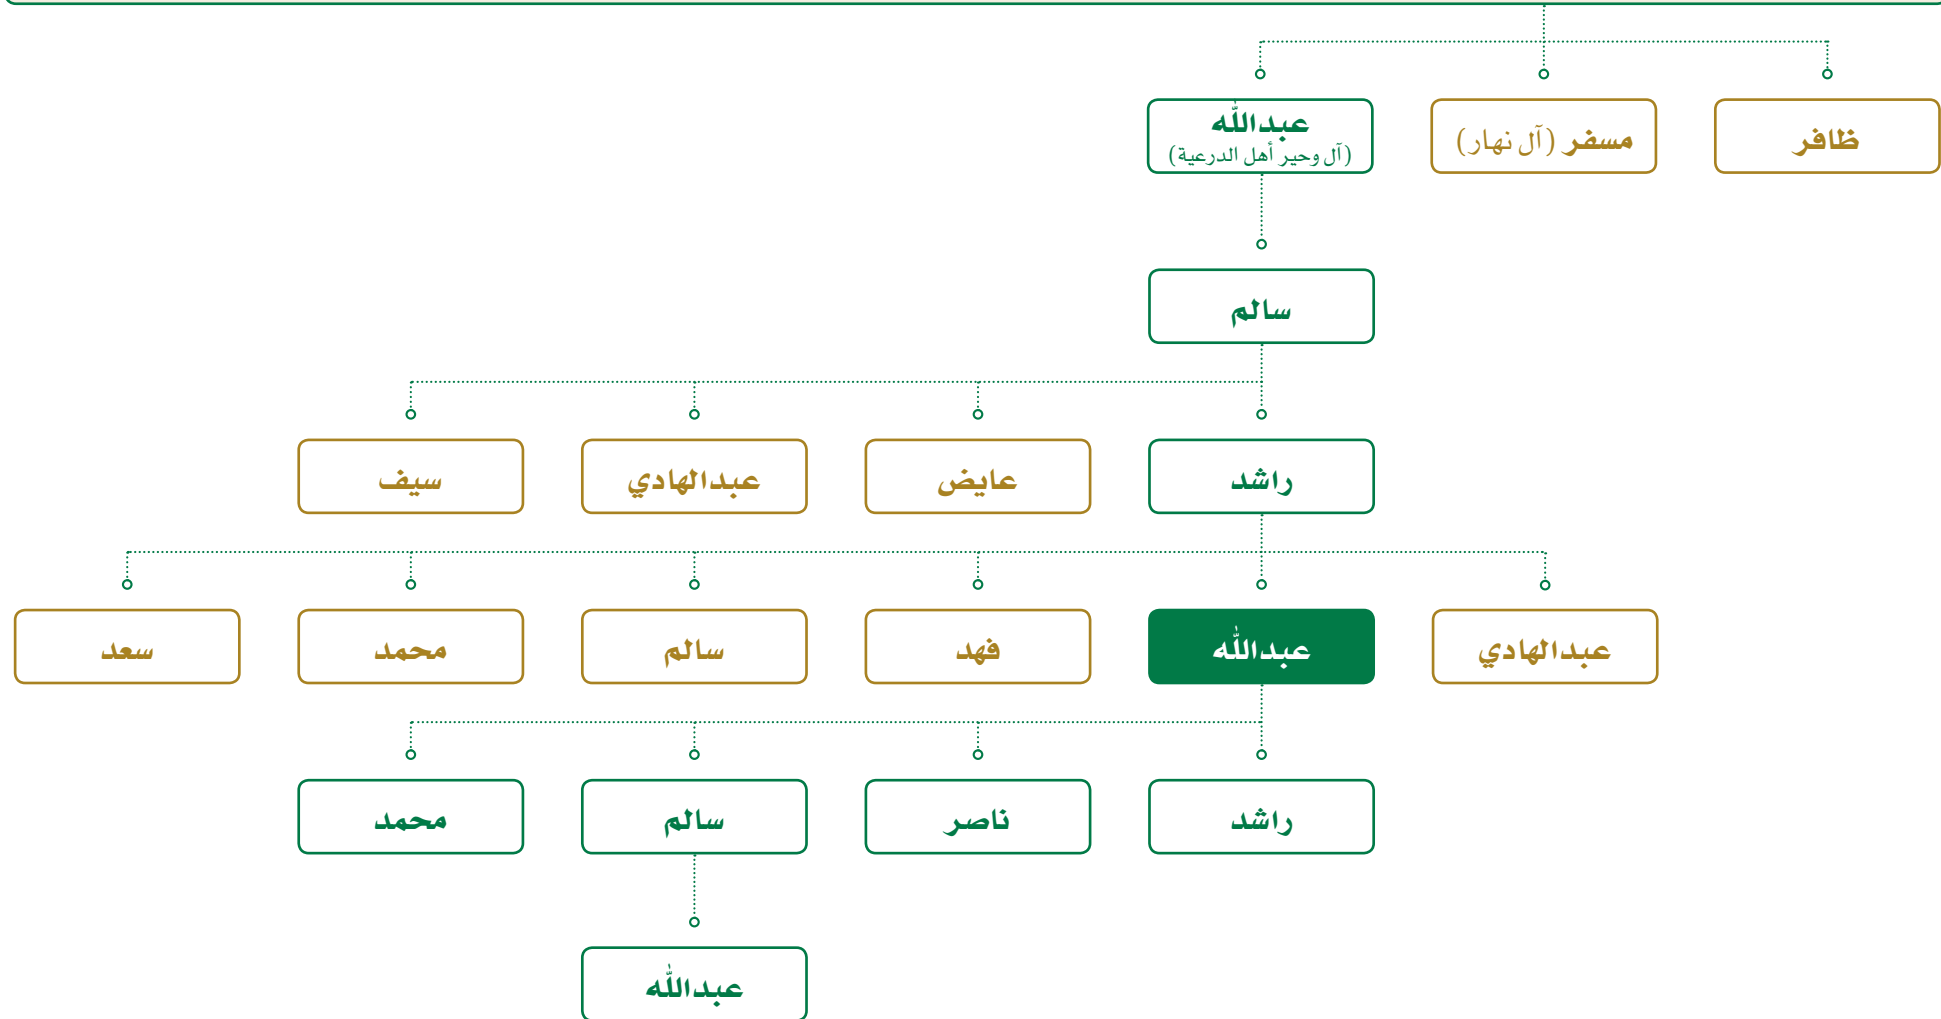 ظافر
مسفر (آل نهار)
عبدالله
(آل وحير أهل الدرعية)
سالم
راشد
عايض
عبدالهادي
سيف
عبدالهادي
عبدالله
فهد
سالم
محمد
سعد
راشد
ناصر
سالم
محمد
عبدالله